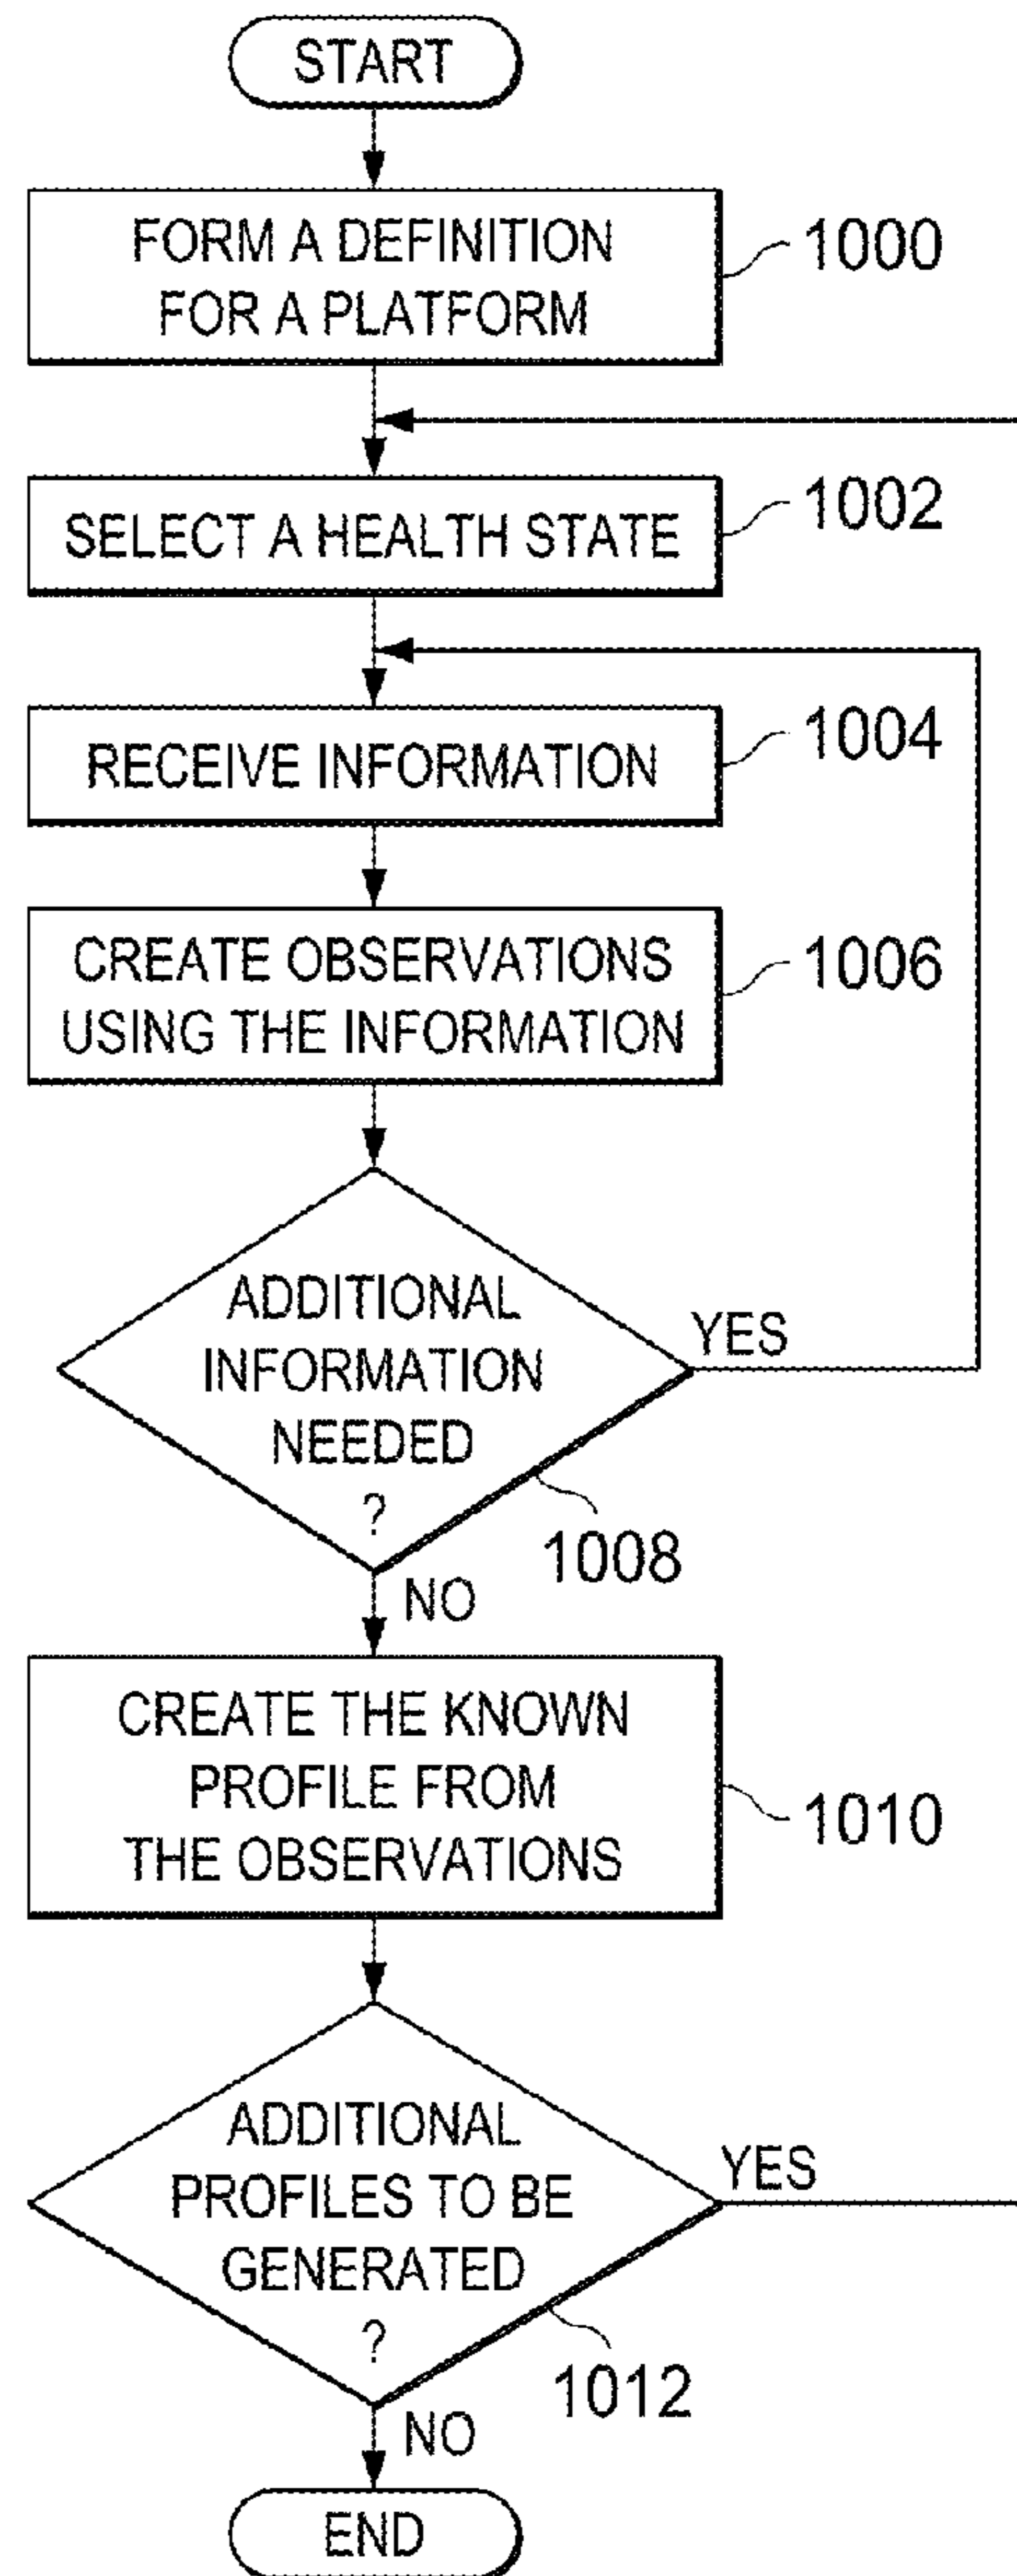 START
FORM A DEFINITION
FOR A PLATFORM
1000
SELECT A HEALTH STATE
1002
RECEIVE INFORMATION
1004
CREATE OBSERVATIONS
USING THE INFORMATION
1006
ADDITIONAL
INFORMATION
NEEDED
?
YES
1008
NO
CREATE THE KNOWN
PROFILE FROM
THE OBSERVATIONS
1010
ADDITIONAL
PROFILES TO BE
GENERATED
?
YES
1012
NO
END